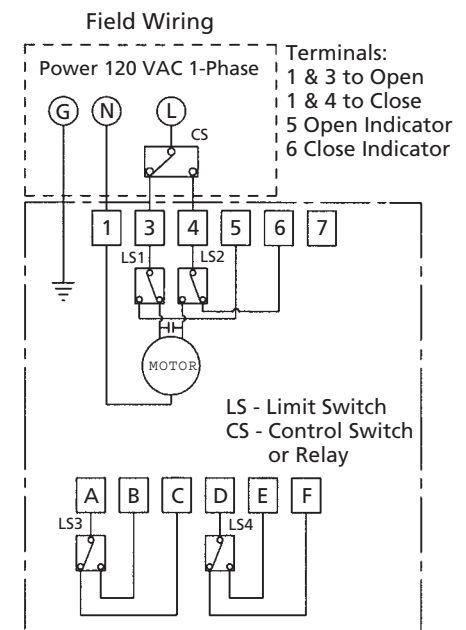 Field Wiring
Power 120 VAC 1-Phase
G N L
CS
Terminals:
1 & 3 to Open
1 & 4 to Close
5 Open Indicator
6 Close Indicator
1 3 4 5 6 7
LS1 LS2
MOTOR
LS - Limit Switch
CS - Control Switch
or Relay
A B C D E F
LS3 LS4